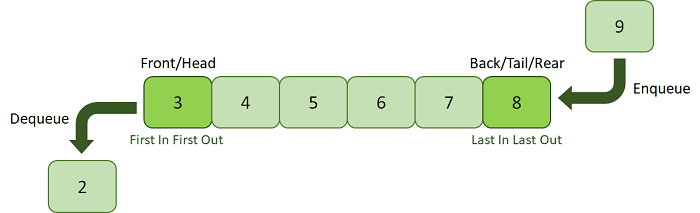 9
Front/Head
Back/Tail/Rear
Enqueue
3 4 5 6 7 8
Dequeue
First In First Out
Last In Last Out
2